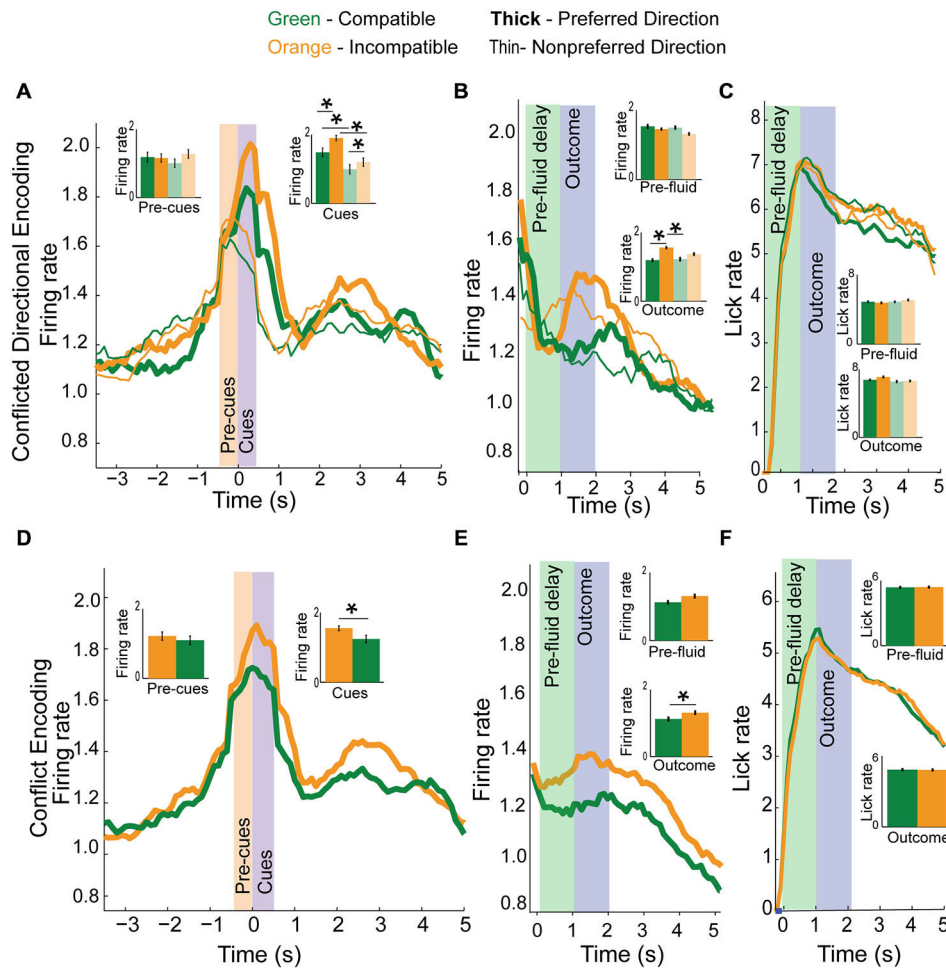 Green - Compatible
Thick - Preferred Direction
Orange - Incompatible
Thin- Nonpreferred Direction
A
Conflicted Directional Encoding
Firing rate
2.0
1.8
1.6
1.4
1.2
1.0
0.8
Firing rate
2
1
0
Pre-cues
Firing rate
2
1
0
* * * *
Cues
Pre-cues
Cues
−3 −2 −1 0 1 2 3 4 5
Time (s)
B
Firing rate
2.0
1.8
1.6
1.4
1.2
1.0
0.8
Pre-fluid delay
Outcome
Firing rate
2
1
0
Pre-fluid
Firing rate
2
1
0
* *
Outcome
0 1 2 3 4 5
Time (s)
C
Lick rate
8
7
6
5
4
3
2
1
0
Pre-fluid delay
Outcome
Lick rate
8
0
Pre-fluid
Lick rate
8
0
Outcome
0 1 2 3 4 5
Time (s)
D
Conflict Encoding
Firing rate
2.0
1.8
1.6
1.4
1.2
1.0
0.8
Firing rate
2
1
0
Pre-cues
Firing rate
2
1
0
*
Cues
Pre-cues
Cues
−3 −2 −1 0 1 2 3 4 5
Time (s)
E
Firing rate
2.0
1.8
1.6
1.4
1.2
1.0
0.8
Pre-fluid delay
Outcome
Firing rate
2
1
0
Pre-fluid
Firing rate
2
1
0
*
Outcome
0 1 2 3 4 5
Time (s)
F
Lick rate
6
5
4
3
2
1
0
Pre-fluid delay
Outcome
Lick rate
6
0
Pre-fluid
Lick rate
6
0
Outcome
0 1 2 3 4 5
Time (s)